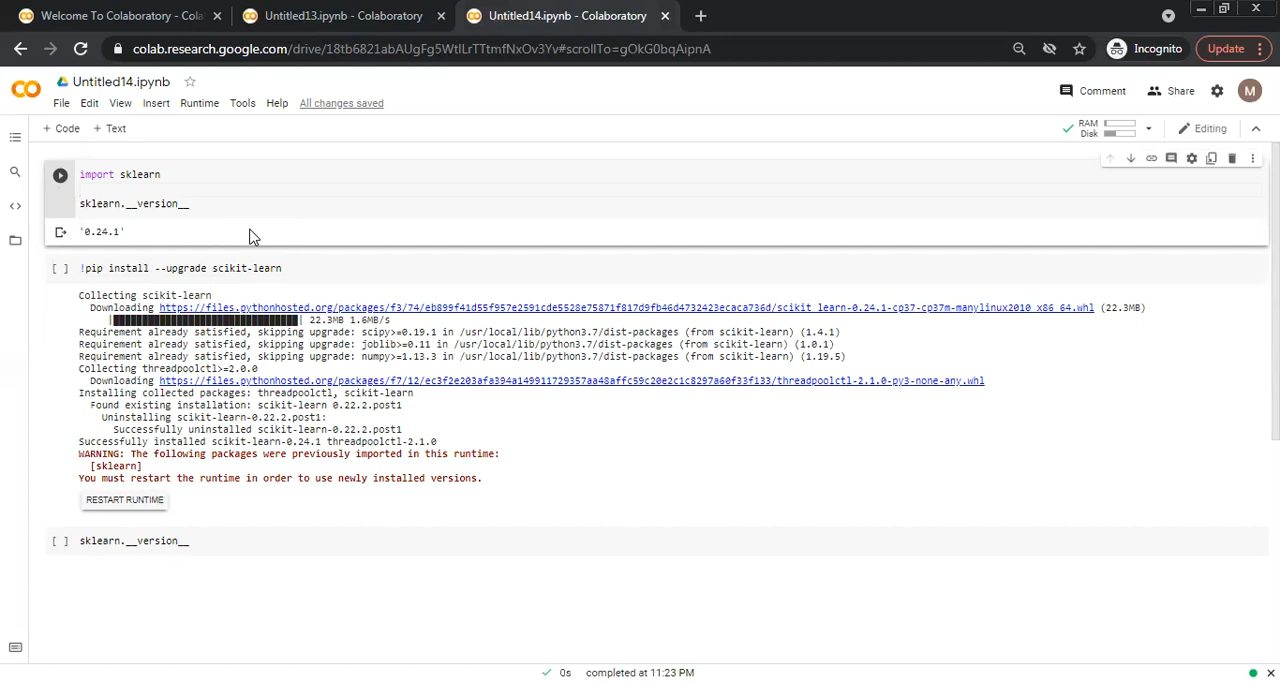 Welcome To Colaboratory - Cola
Untitled13.ipynb - Colaboratory
Untitled14.ipynb - Colaboratory
colab.research.google.com/drive/18tb6821abAUgFg5WtlLrTTtmfNxOv3Yv#scrollTo=gOkG0bqAipnA
Incognito
Update
Untitled14.ipynb
File Edit View Insert Runtime Tools Help All changes saved
Comment Share M
+ Code + Text
RAM
Disk
Editing
import sklearn
sklearn.__version__
'0.24.1'
[ ] !pip install --upgrade scikit-learn
Collecting scikit-learn
Downloading https://files.pythonhosted.org/packages/f3/74/eb899f41d55f957e2591cde5528e75871f817d9fb46d4732423ecaca736d/scikit_learn-0.24.1-cp37-cp37m-manylinux2010_x86_64.whl (22.3MB)
|████████████████████████████████| 22.3MB 1.6MB/s
Requirement already satisfied, skipping upgrade: scipy>=0.19.1 in /usr/local/lib/python3.7/dist-packages (from scikit-learn) (1.4.1)
Requirement already satisfied, skipping upgrade: joblib>=0.11 in /usr/local/lib/python3.7/dist-packages (from scikit-learn) (1.0.1)
Requirement already satisfied, skipping upgrade: numpy>=1.13.3 in /usr/local/lib/python3.7/dist-packages (from scikit-learn) (1.19.5)
Collecting threadpoolctl>=2.0.0
Downloading https://files.pythonhosted.org/packages/f7/12/ec3f2e203afa394a149911729357aa48affc59c20e2c1c8297a60f33f133/threadpoolctl-2.1.0-py3-none-any.whl
Installing collected packages: threadpoolctl, scikit-learn
Found existing installation: scikit-learn 0.22.2.post1
Uninstalling scikit-learn-0.22.2.post1:
Successfully uninstalled scikit-learn-0.22.2.post1
Successfully installed scikit-learn-0.24.1 threadpoolctl-2.1.0
WARNING: The following packages were previously imported in this runtime:
[sklearn]
You must restart the runtime in order to use newly installed versions.
RESTART RUNTIME
[ ] sklearn.__version__
0s completed at 11:23 PM